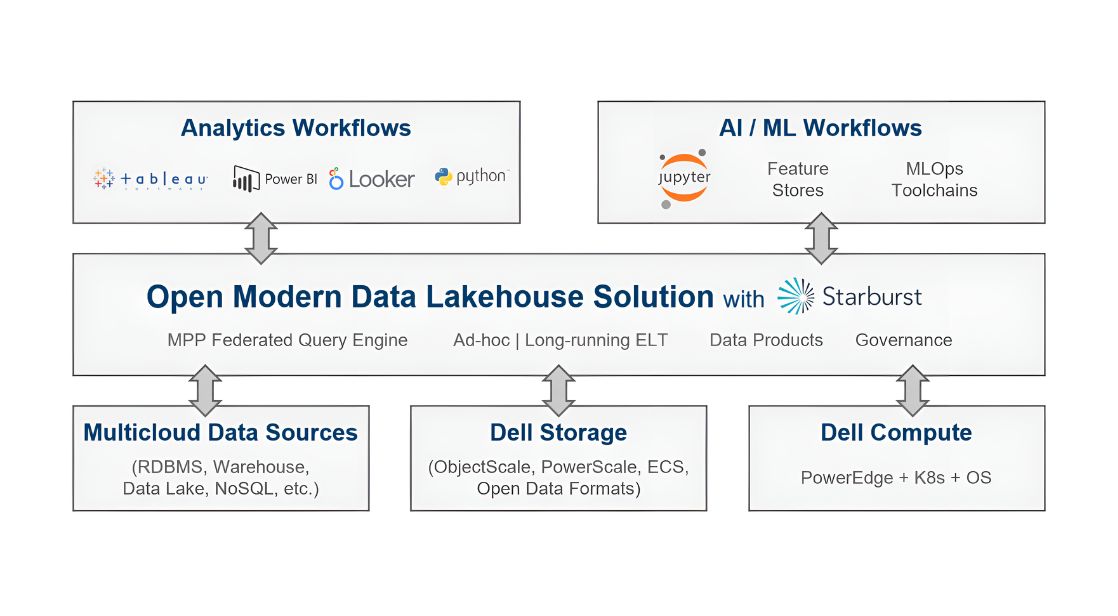 Analytics Workflows
+ a b l e a u
S O F T W A R E
Power BI
Looker
python
AI / ML Workflows
jupyter
Feature
Stores
MLOps
Toolchains
Open Modern Data Lakehouse Solution with Starburst
MPP Federated Query Engine
Ad-hoc | Long-running ELT
Data Products
Governance
Multicloud Data Sources
(RDBMS, Warehouse,
Data Lake, NoSQL, etc.)
Dell Storage
(ObjectScale, PowerScale, ECS,
Open Data Formats)
Dell Compute
PowerEdge + K8s + OS